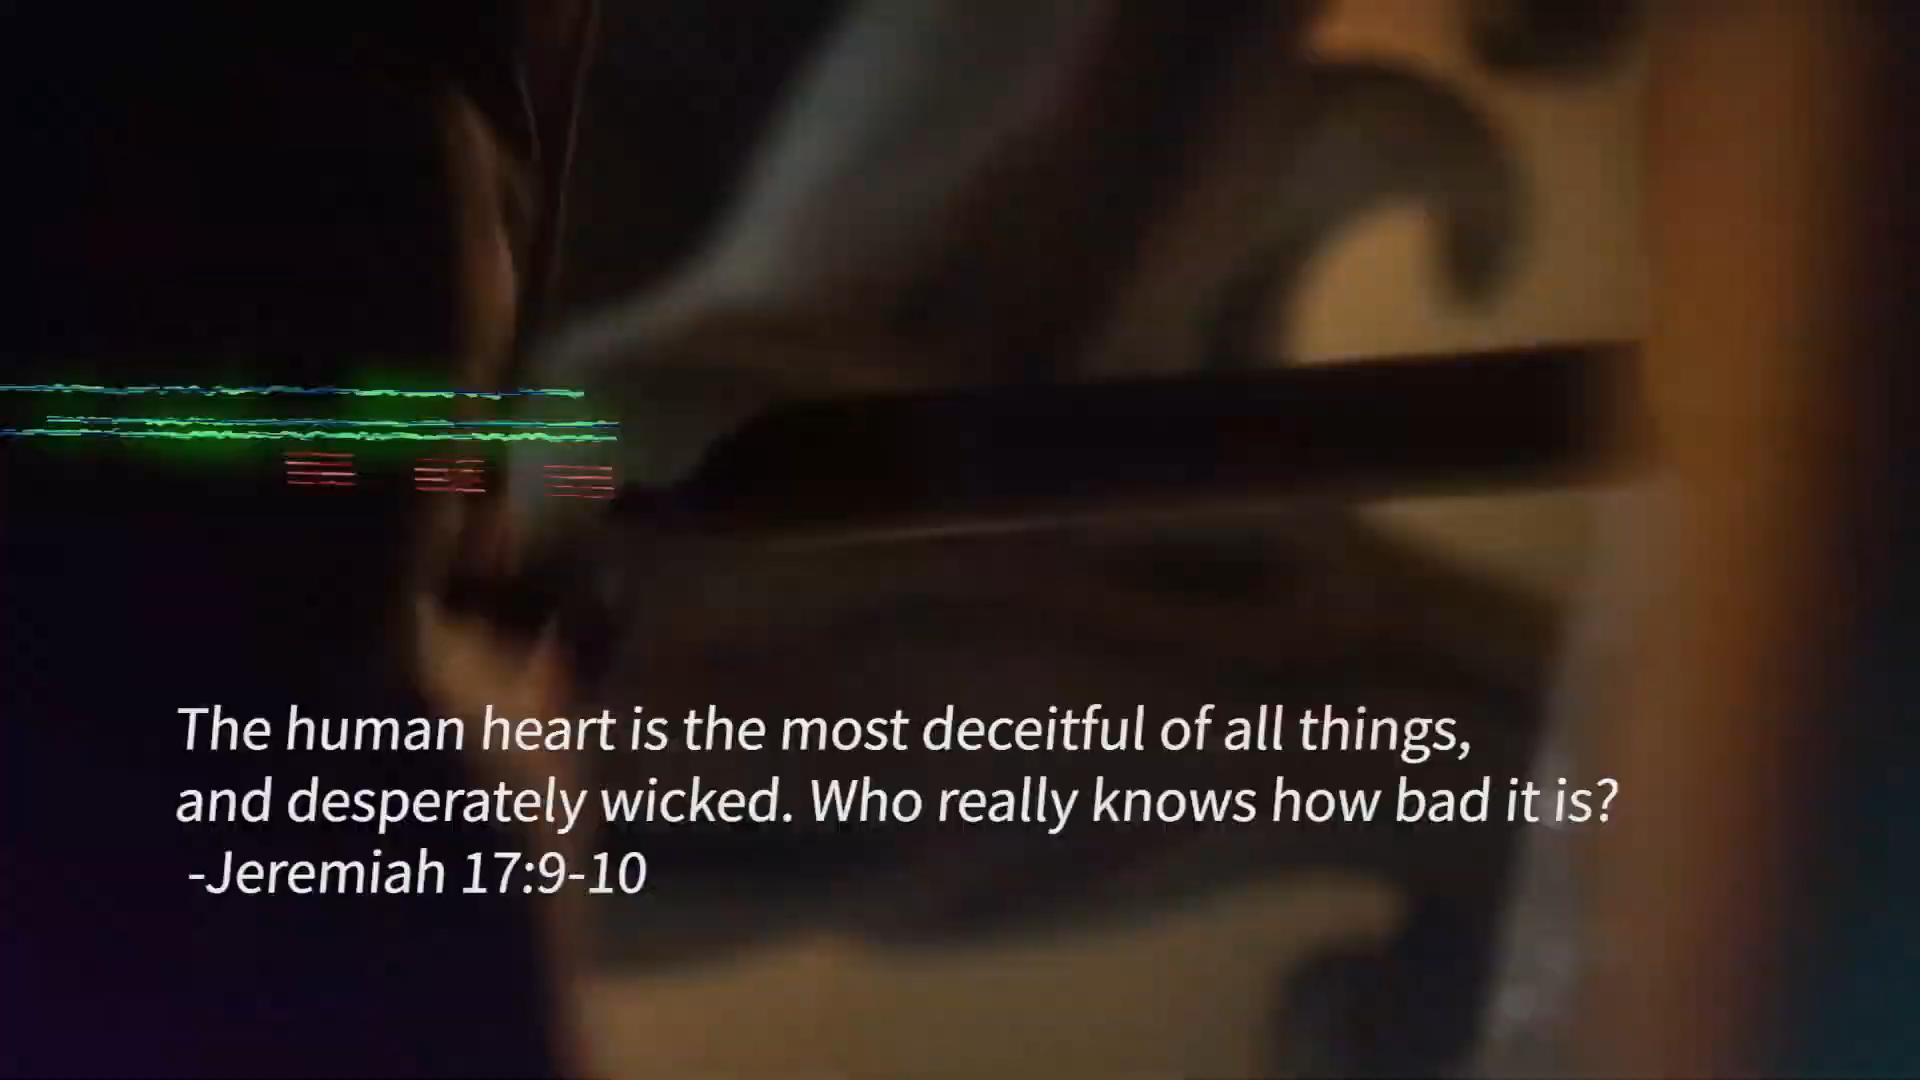 The human heart is the most deceitful of all things,
and desperately wicked. Who really knows how bad it is?
-Jeremiah 17:9-10